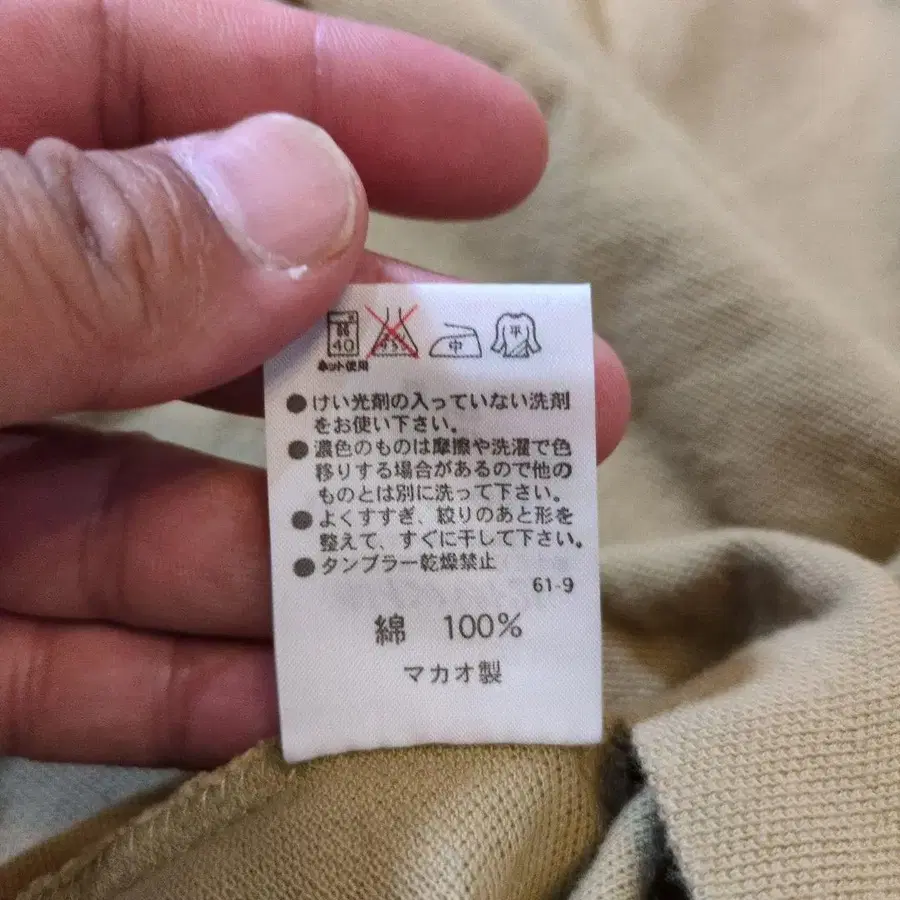 40 中 平
ネット使用
●けい光剤の入っていない洗剤
をお使い下さい。
●濃色のものは摩擦や洗濯で色
移りする場合があるので他の
ものとは別に洗って下さい。
●よくすすぎ、絞りのあと形を
整えて、すぐに干して下さい。
●タンブラー乾燥禁止
61-9
綿 100%
マカオ製